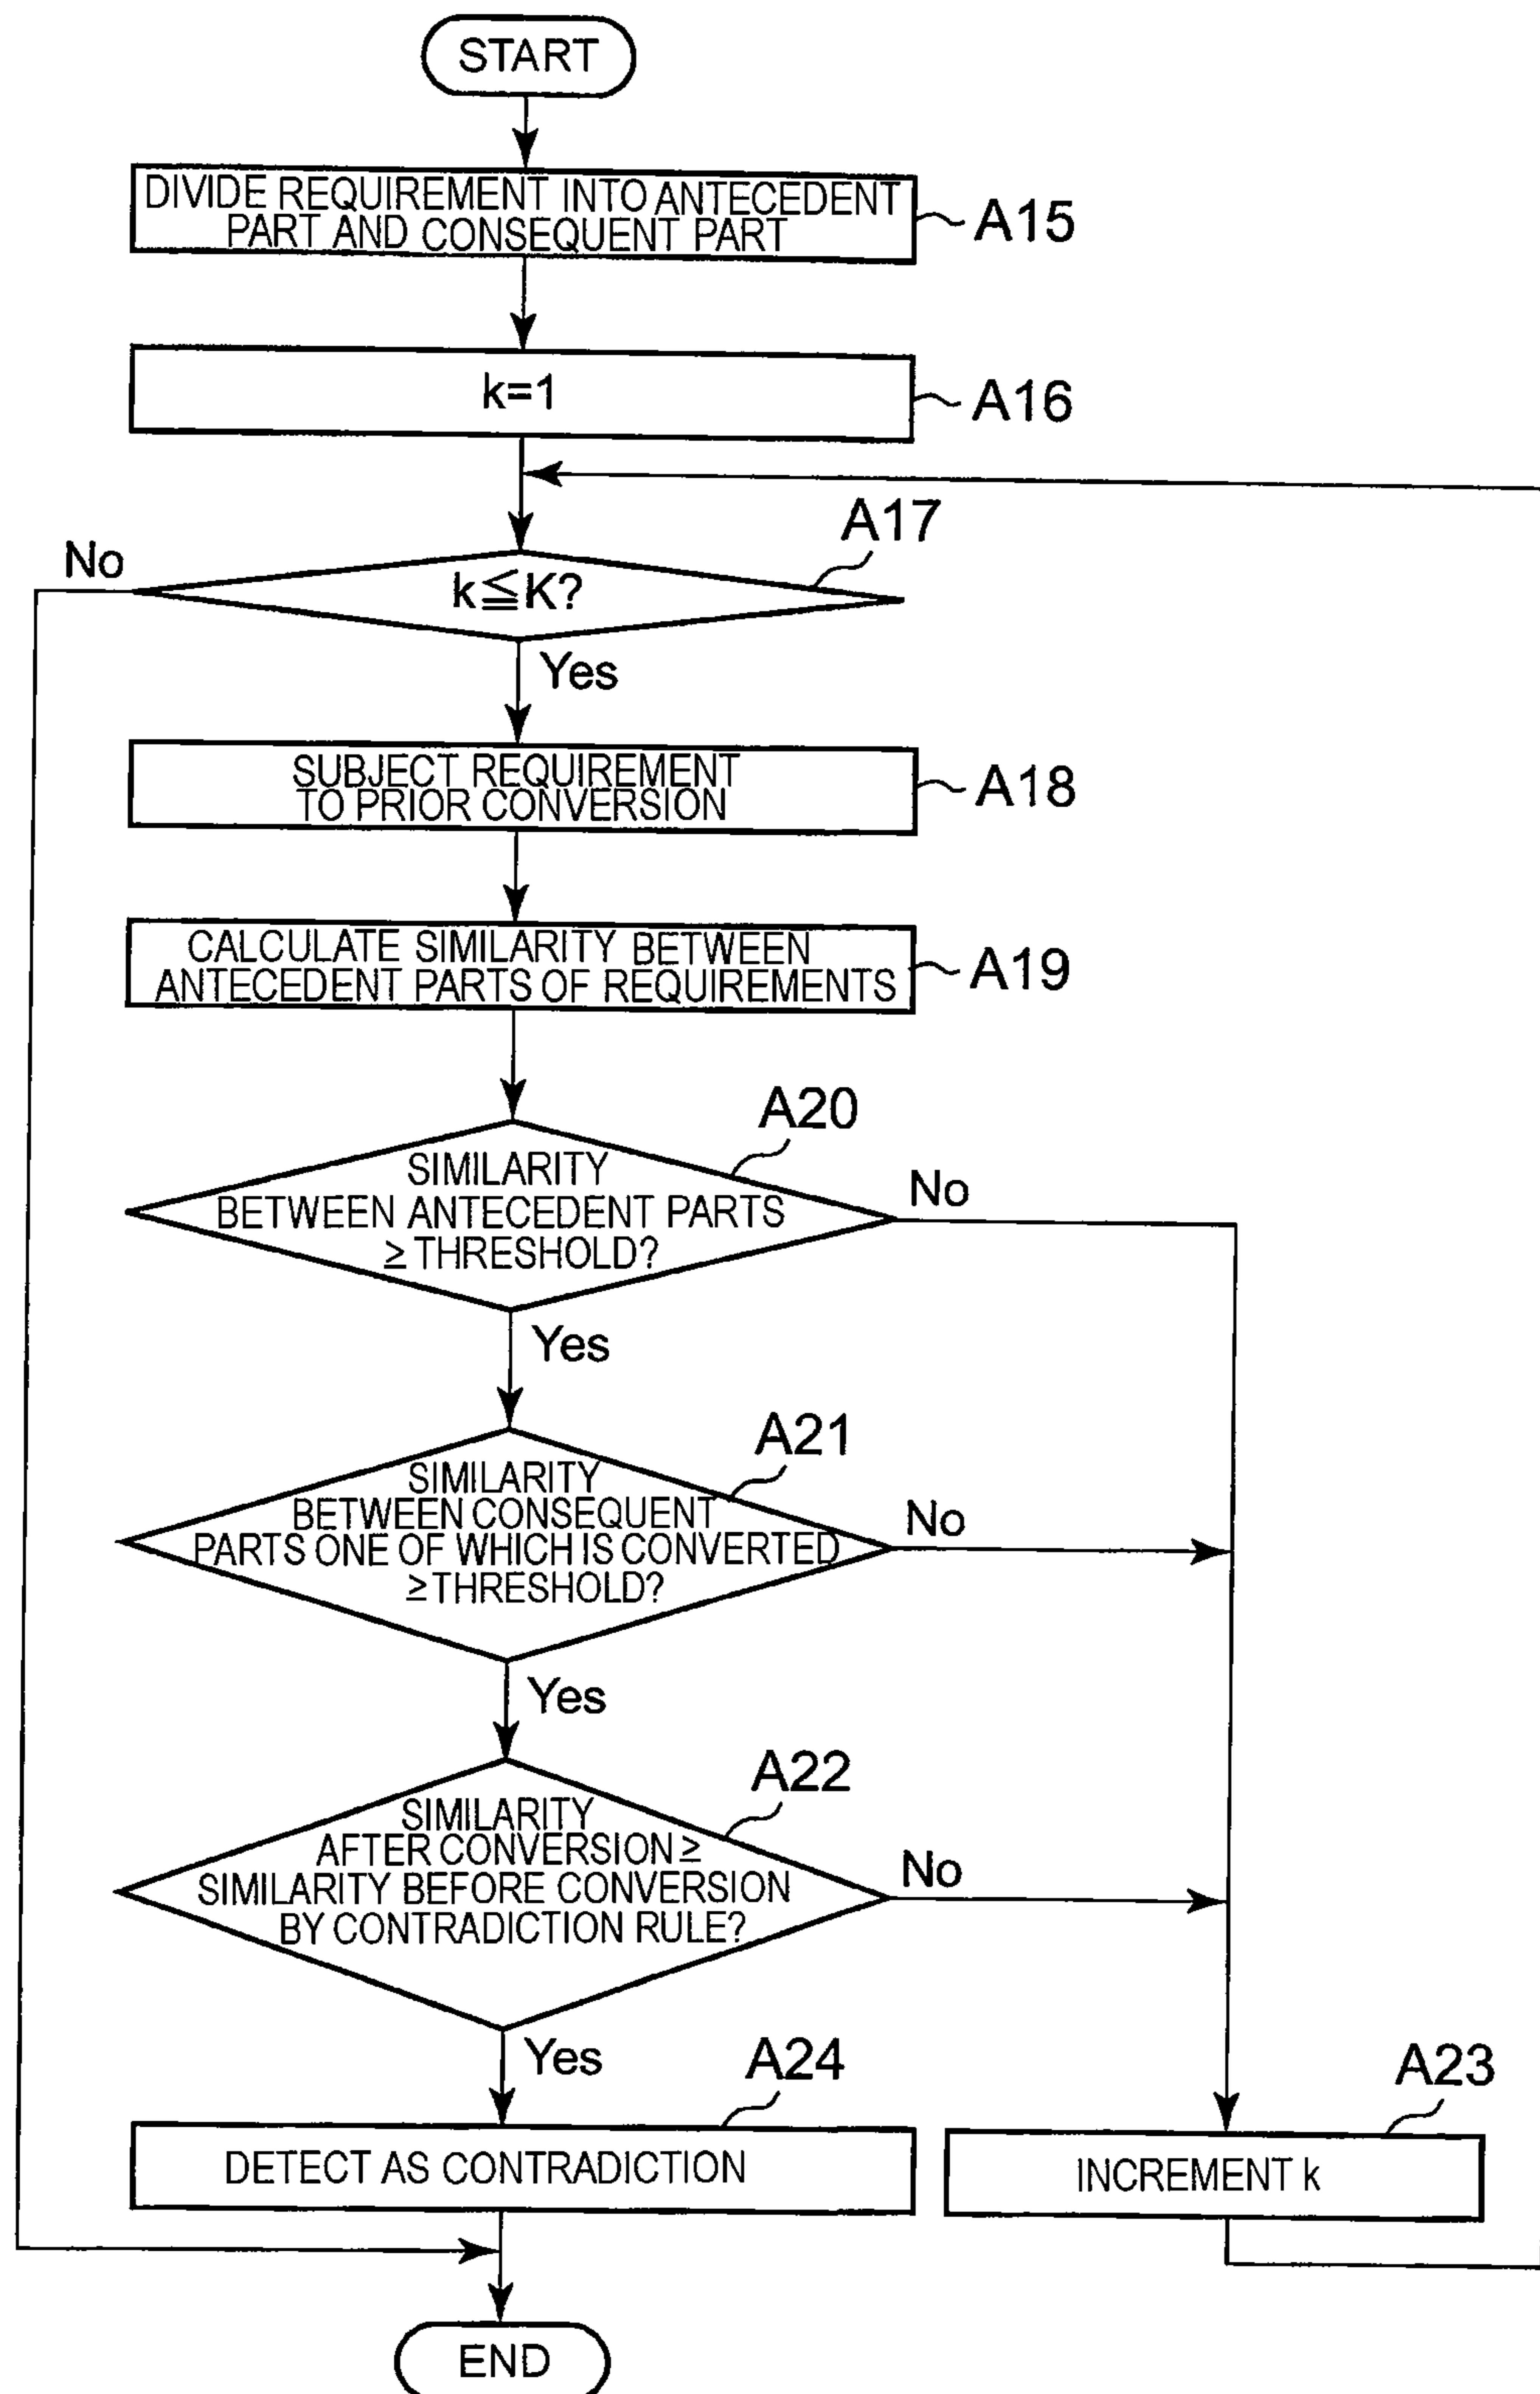 START
DIVIDE REQUIREMENT INTO ANTECEDENT
PART AND CONSEQUENT PART
A15
k=1
A16
A17
No
k≦K?
Yes
SUBJECT REQUIREMENT
TO PRIOR CONVERSION
A18
CALCULATE SIMILARITY BETWEEN
ANTECEDENT PARTS OF REQUIREMENTS
A19
A20
SIMILARITY
BETWEEN ANTECEDENT PARTS
≥THRESHOLD?
No
Yes
A21
SIMILARITY
BETWEEN CONSEQUENT
PARTS ONE OF WHICH IS CONVERTED
≥THRESHOLD?
No
Yes
A22
SIMILARITY
AFTER CONVERSION≥
SIMILARITY BEFORE CONVERSION
BY CONTRADICTION RULE?
No
Yes
A24
A23
DETECT AS CONTRADICTION
INCREMENT k
END